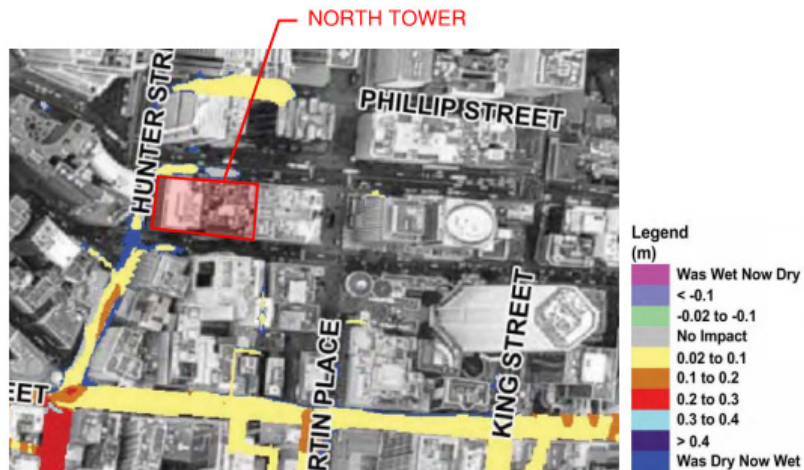 NORTH TOWER
HUNTER STR
PHILLIP STREET
KING STREET
RTIN PLACE
EET
Legend
(m)
Was Wet Now Dry
< -0.1
-0.02 to -0.1
No Impact
0.02 to 0.1
0.1 to 0.2
0.2 to 0.3
0.3 to 0.4
> 0.4
Was Dry Now Wet